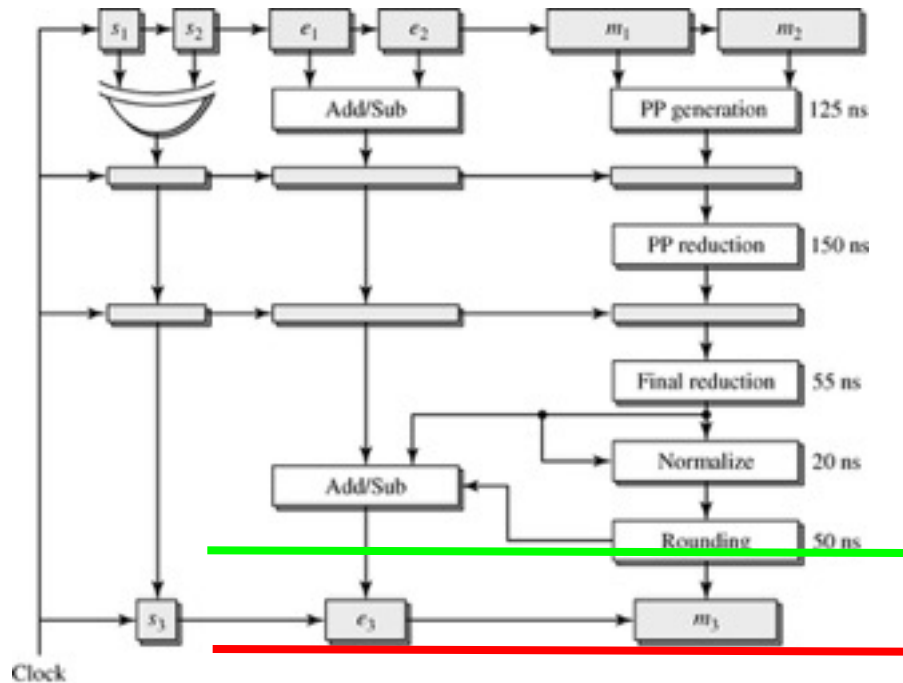 s1 s2 e1 e2 m1 m2
Add/Sub PP generation 125 ns
PP reduction 150 ns
Final reduction 55 ns
Normalize 20 ns
Add/Sub
Rounding 50 ns
s3 e3 m3
Clock